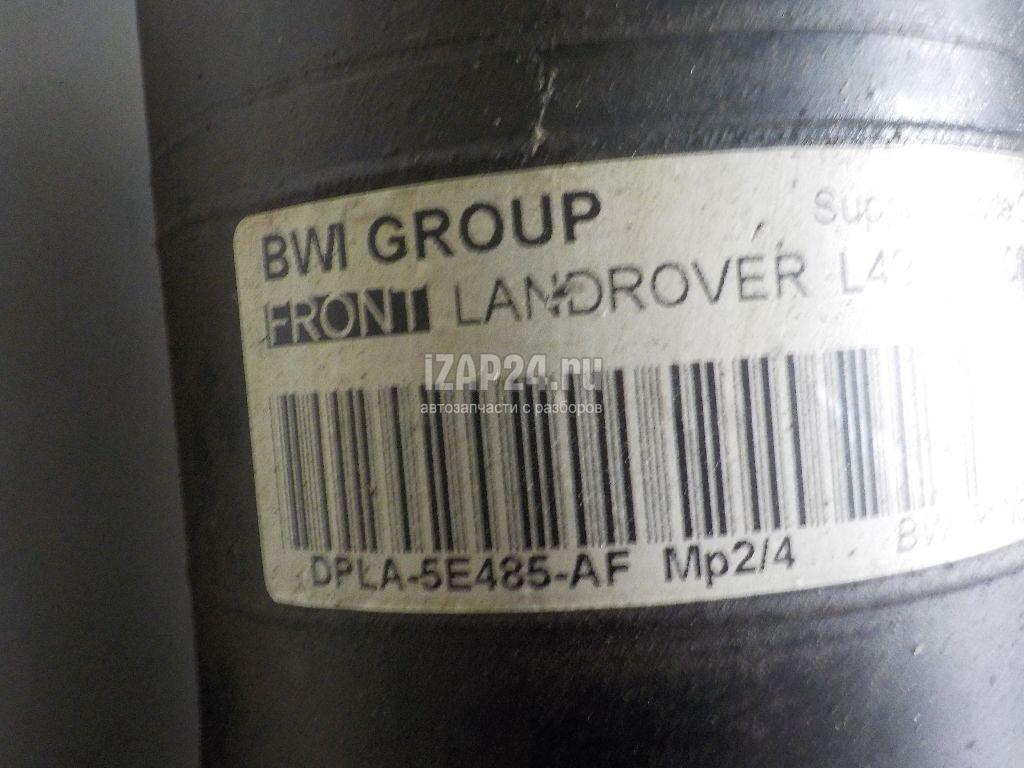 BWI GROUP
FRONT LANDROVER
iZAP24.ru
автозапчасти с разборов
DPLA-5E485-AF Mp2/4